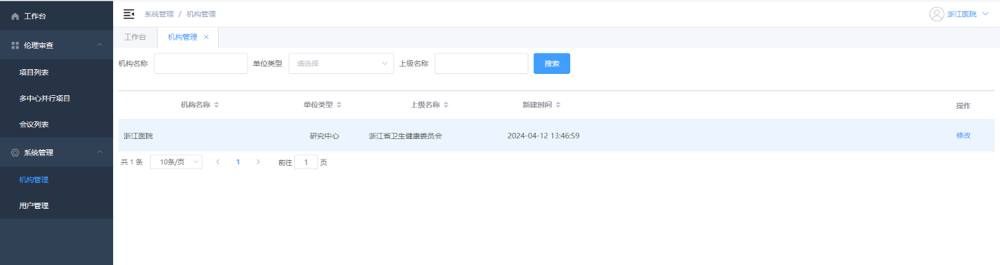 工作台
伦理审查
项目列表
多中心并行项目
会议列表
系统管理
机构管理
用户管理
系统管理 / 机构管理
浙江医院
工作台 机构管理 ×
机构名称 单位类型 请选择 上级名称 搜索
机构名称 单位类型 上级名称 新建时间 操作
浙江医院 研究中心 浙江省卫生健康委员会 2024-04-12 13:46:59 修改
共 1 条 10条/页 < 1 > 前往 1 页